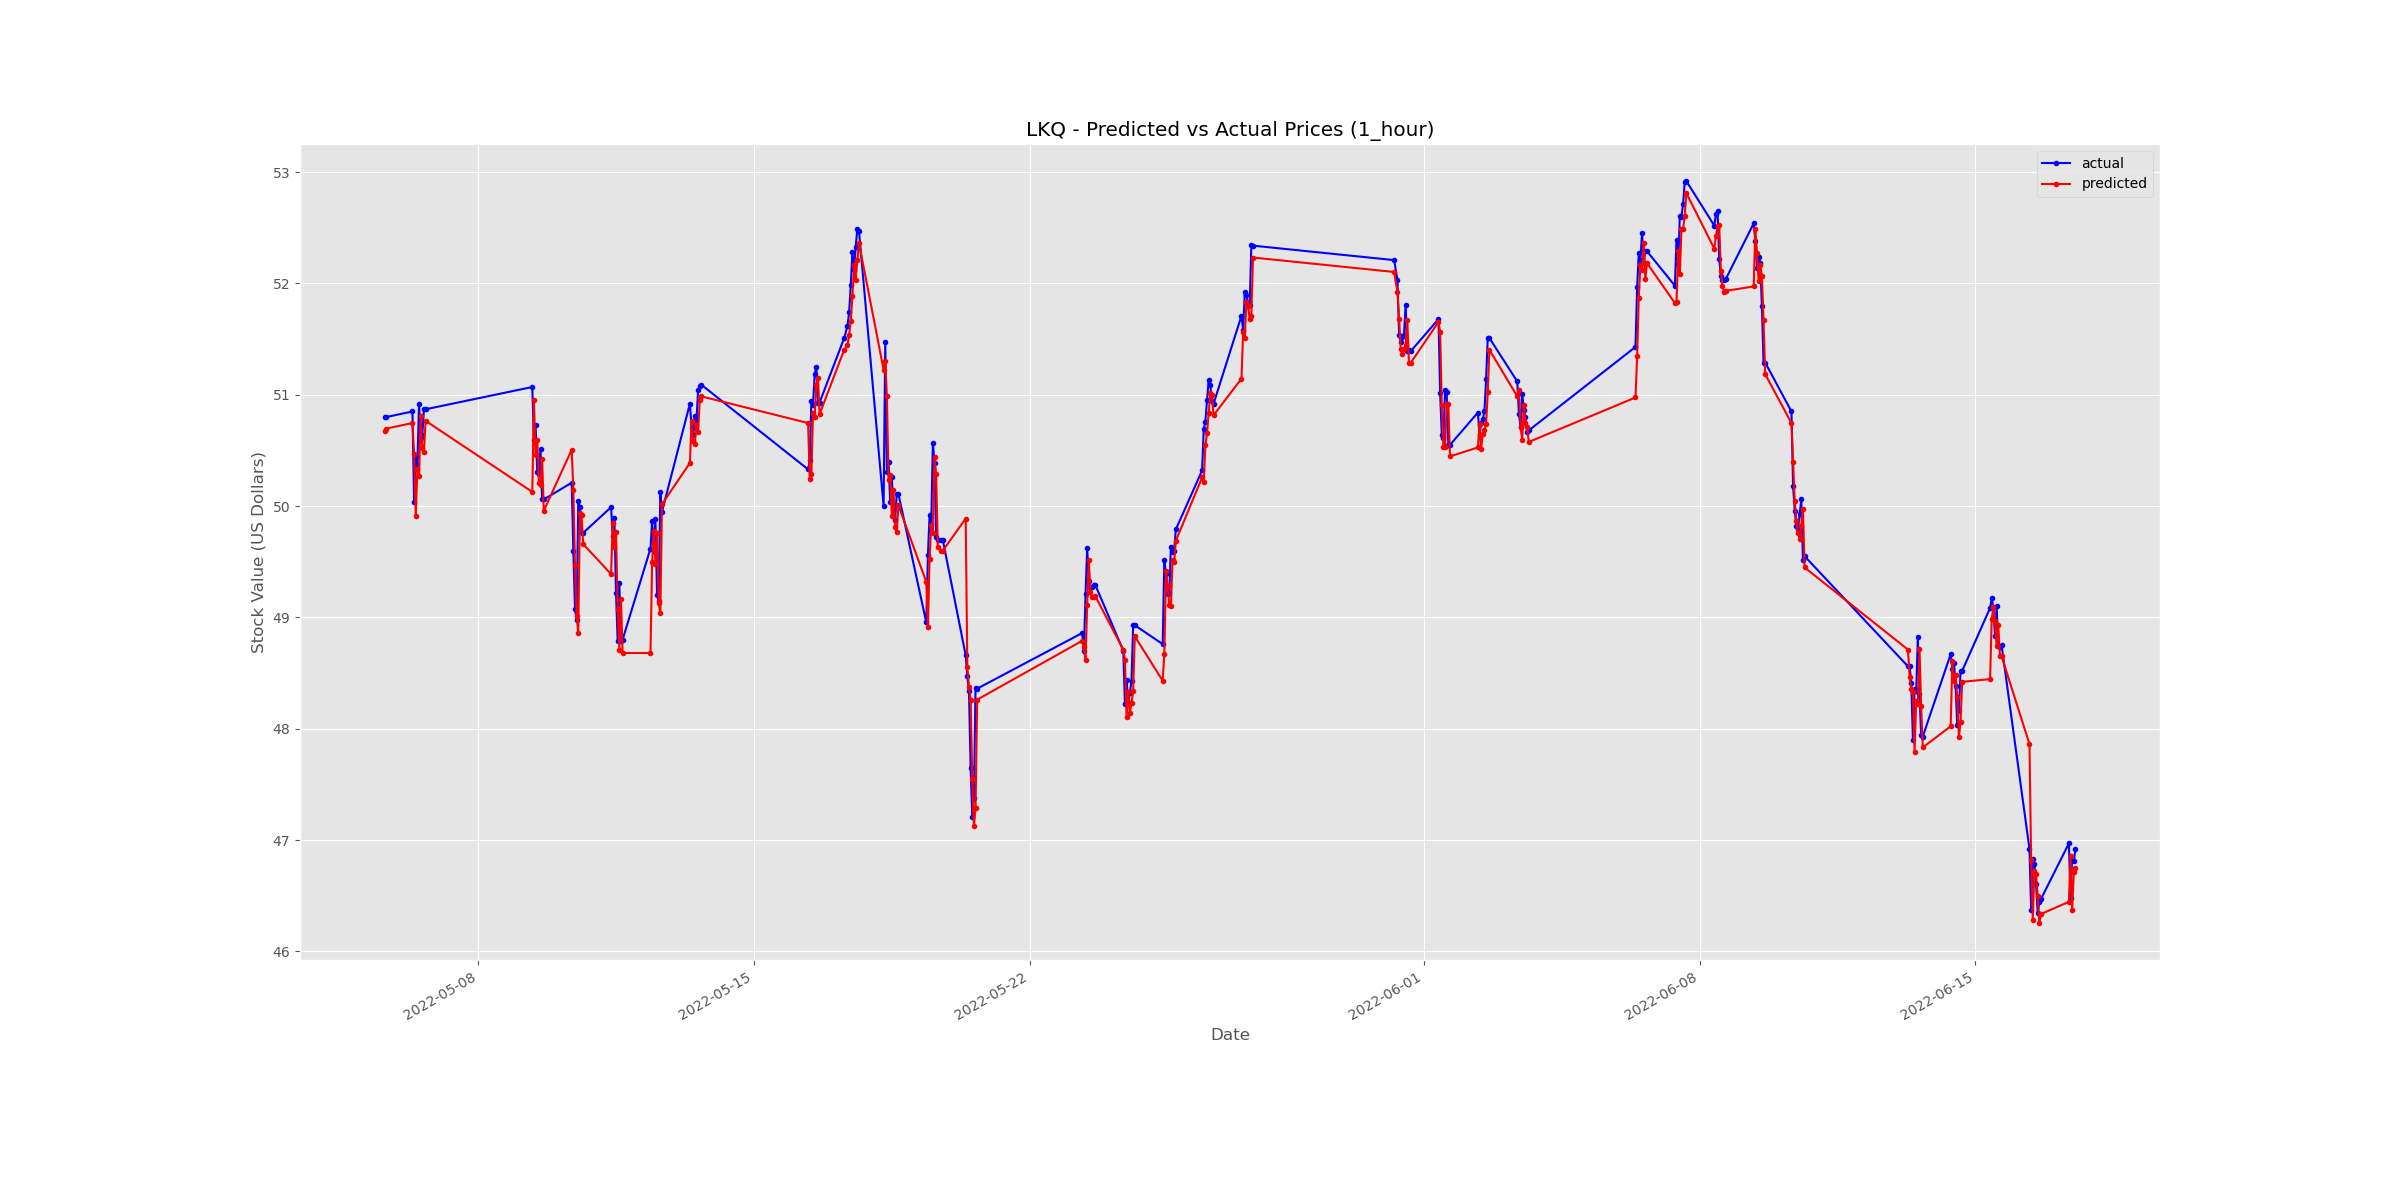 LKQ - Predicted vs Actual Prices (1_hour)
actual
predicted
53
52
51
50
49
48
47
46
Stock Value (US Dollars)
2022-05-08
2022-05-15
2022-05-22
2022-06-01
2022-06-08
2022-06-15
Date